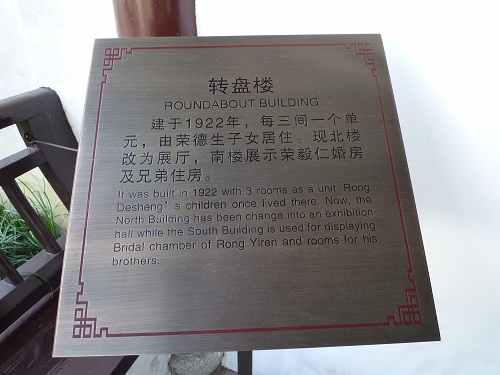 转盘楼
ROUNDABOUT BUILDING
建于1922年，每三间一个单
元，由荣德生子女居住。现北楼
改为展厅，南楼展示荣毅仁婚房
及兄弟住房。
It was built in 1922 with 3 rooms as a unit. Rong
Desheng's children once lived there. Now, the
North Building has been change into an exhibition
hall while the South Building is used for displaying
Bridal chamber of Rong Yiren and rooms for his
brothers.